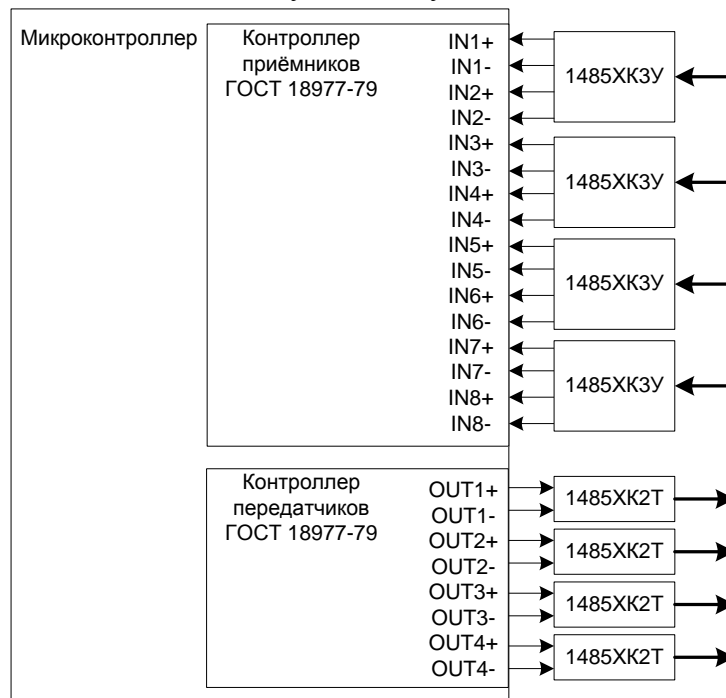 Микроконтроллер
Контроллер
приёмников
ГОСТ 18977-79
IN1+
IN1-
IN2+
IN2-
1485ХК3У
IN3+
IN3-
IN4+
IN4-
1485ХК3У
IN5+
IN5-
IN6+
IN6-
1485ХК3У
IN7+
IN7-
IN8+
IN8-
1485ХК3У
Контроллер
передатчиков
ГОСТ 18977-79
OUT1+
OUT1-
1485ХК2Т
OUT2+
OUT2-
1485ХК2Т
OUT3+
OUT3-
1485ХК2Т
OUT4+
OUT4-
1485ХК2Т